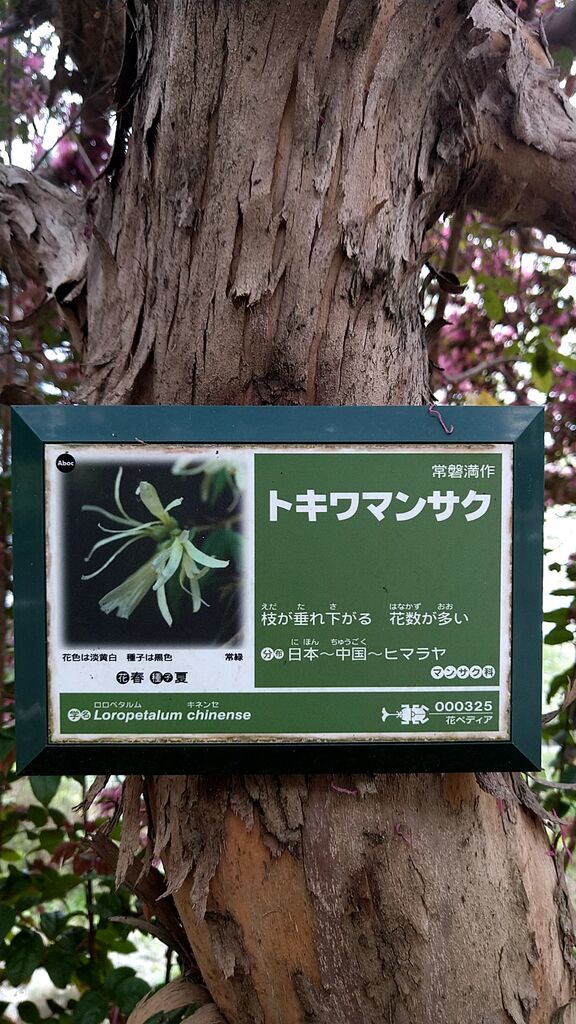 Aboc
常磐満作
トキワマンサク
えだ た さ はなかず おお
枝が垂れ下がる 花数が多い
に ほん ちゅうごく
分布 日本～中国～ヒマラヤ
マンサク科
花色は淡黄白 種子は黒色 常緑
花 春 種子 夏
ロロペタルム キネンセ
学名 Loropetalum chinense
000325
花ペディア